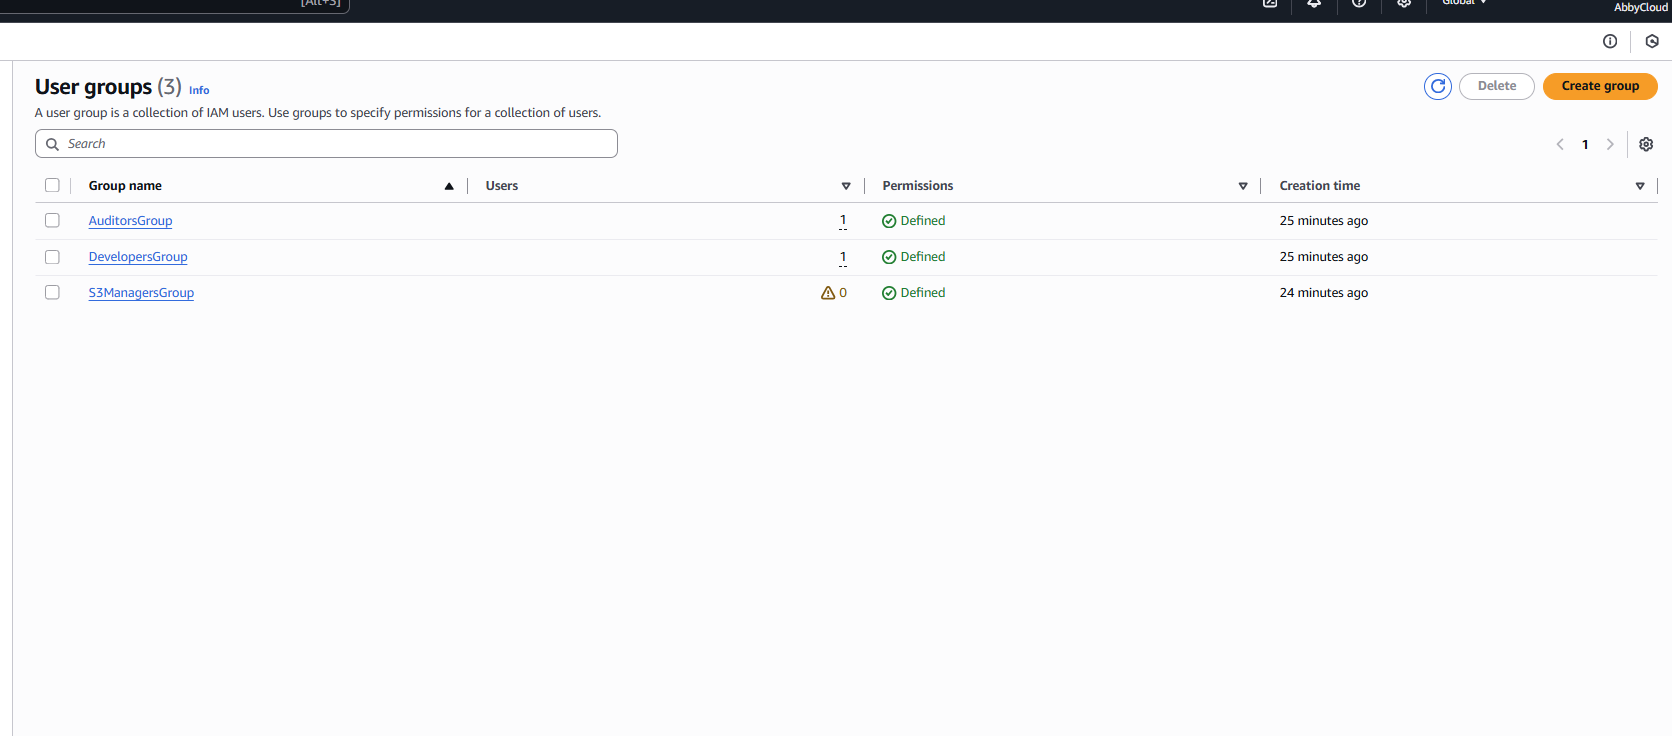 [Alt+S]
Global
AbbyCloud
User groups (3) Info
Delete
Create group
A user group is a collection of IAM users. Use groups to specify permissions for a collection of users.
Search
1
Group name Users Permissions Creation time
AuditorsGroup 1 Defined 25 minutes ago
DevelopersGroup 1 Defined 25 minutes ago
S3ManagersGroup 0 Defined 24 minutes ago